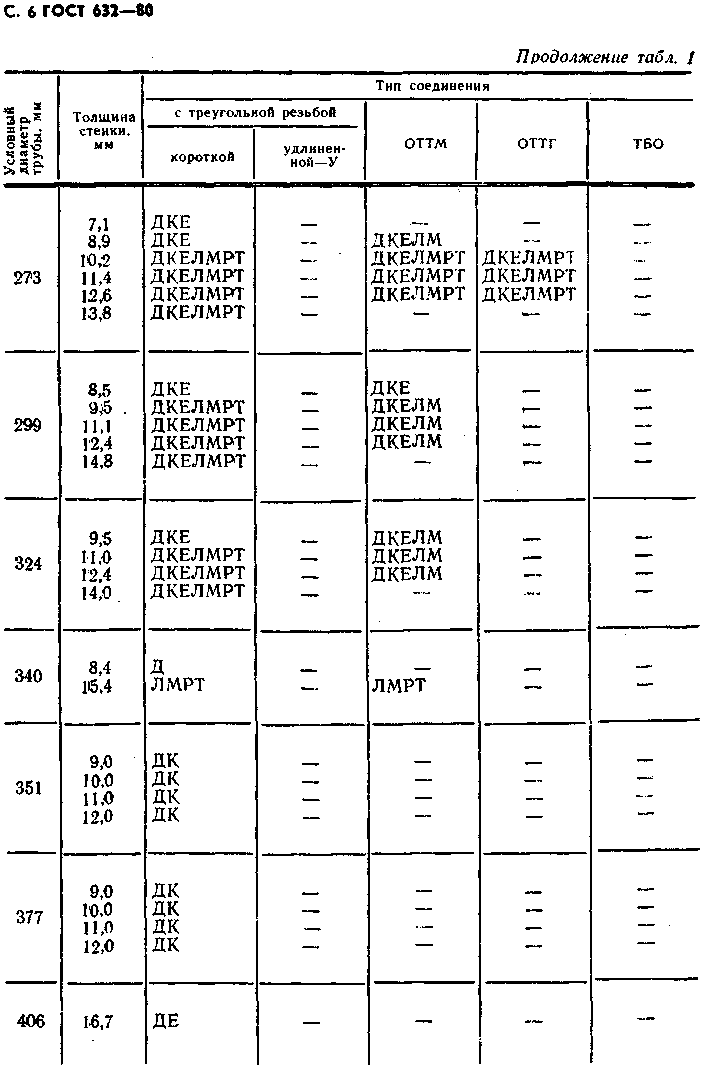 С. 6 ГОСТ 632—80
Продолжение табл. 1
Условный диаметр трубы, мм
Толщина стенки, мм
Тип соединения
с треугольной резьбой
короткой
удлинен-
ной—У
ОТТМ
ОТТГ
ТБО
273
7,1 ДКЕ — — — —
8,9 ДКЕ — ДКЕЛМ — —
10,2 ДКЕЛМРТ — ДКЕЛМРТ ДКЕЛМРТ —
11,4 ДКЕЛМРТ — ДКЕЛМРТ ДКЕЛМРТ —
12,6 ДКЕЛМРТ — ДКЕЛМРТ ДКЕЛМРТ —
13,8 ДКЕЛМРТ — — — —
299
8,5 ДКЕ — ДКЕ — —
9,5 ДКЕЛМРТ — ДКЕЛМ — —
11,1 ДКЕЛМРТ — ДКЕЛМ — —
12,4 ДКЕЛМРТ — ДКЕЛМ — —
14,8 ДКЕЛМРТ — — — —
324
9,5 ДКЕ — ДКЕЛМ — —
11,0 ДКЕЛМРТ — ДКЕЛМ — —
12,4 ДКЕЛМРТ — ДКЕЛМ — —
14,0 ДКЕЛМРТ — — — —
340
8,4 Д — — — —
15,4 ЛМРТ — ЛМРТ — —
351
9,0 ДК — — — —
10,0 ДК — — — —
11,0 ДК — — — —
12,0 ДК — — — —
377
9,0 ДК — — — —
10,0 ДК — — — —
11,0 ДК — — — —
12,0 ДК — — — —
406 16,7 ДЕ — — — —